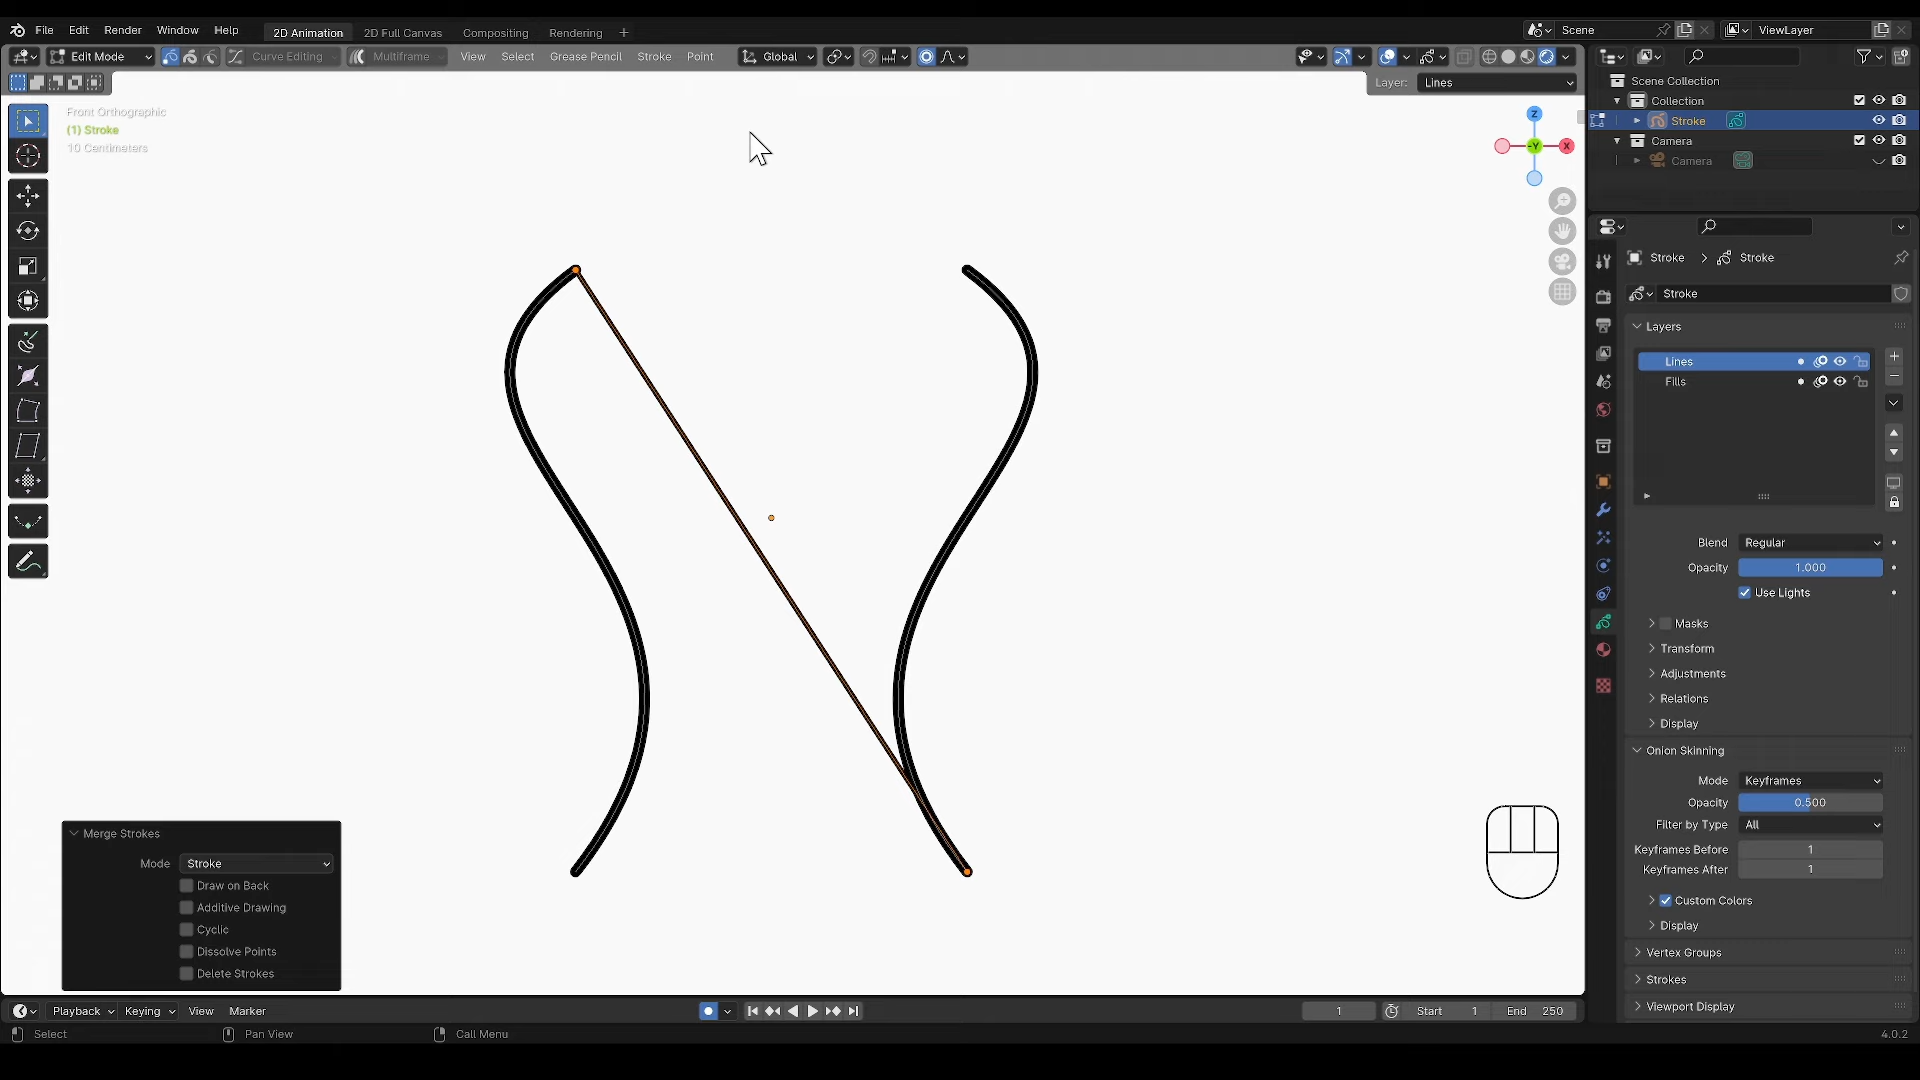 File Edit Render Window Help 2D Animation 2D Full Canvas Compositing Rendering + Scene ViewLayer
Edit Mode Curve Editing Multiframe View Select Grease Pencil Stroke Point Global
Layer: Lines
Front Orthographic
(1) Stroke
10 Centimeters
Z
-Y
X
Scene Collection
Collection
Stroke
Camera
Camera
Stroke > Stroke
Stroke
Layers
Lines
Fills
Blend Regular
Opacity 1.000
Use Lights
Masks
Transform
Adjustments
Relations
Display
Onion Skinning
Mode Keyframes
Opacity 0.500
Filter by Type All
Keyframes Before 1
Keyframes After 1
Custom Colors
Display
Vertex Groups
Strokes
Viewport Display
Merge Strokes
Mode Stroke
Draw on Back
Additive Drawing
Cyclic
Dissolve Points
Delete Strokes
Playback Keying View Marker 1 Start 1 End 250
Select Pan View Call Menu 4.0.2